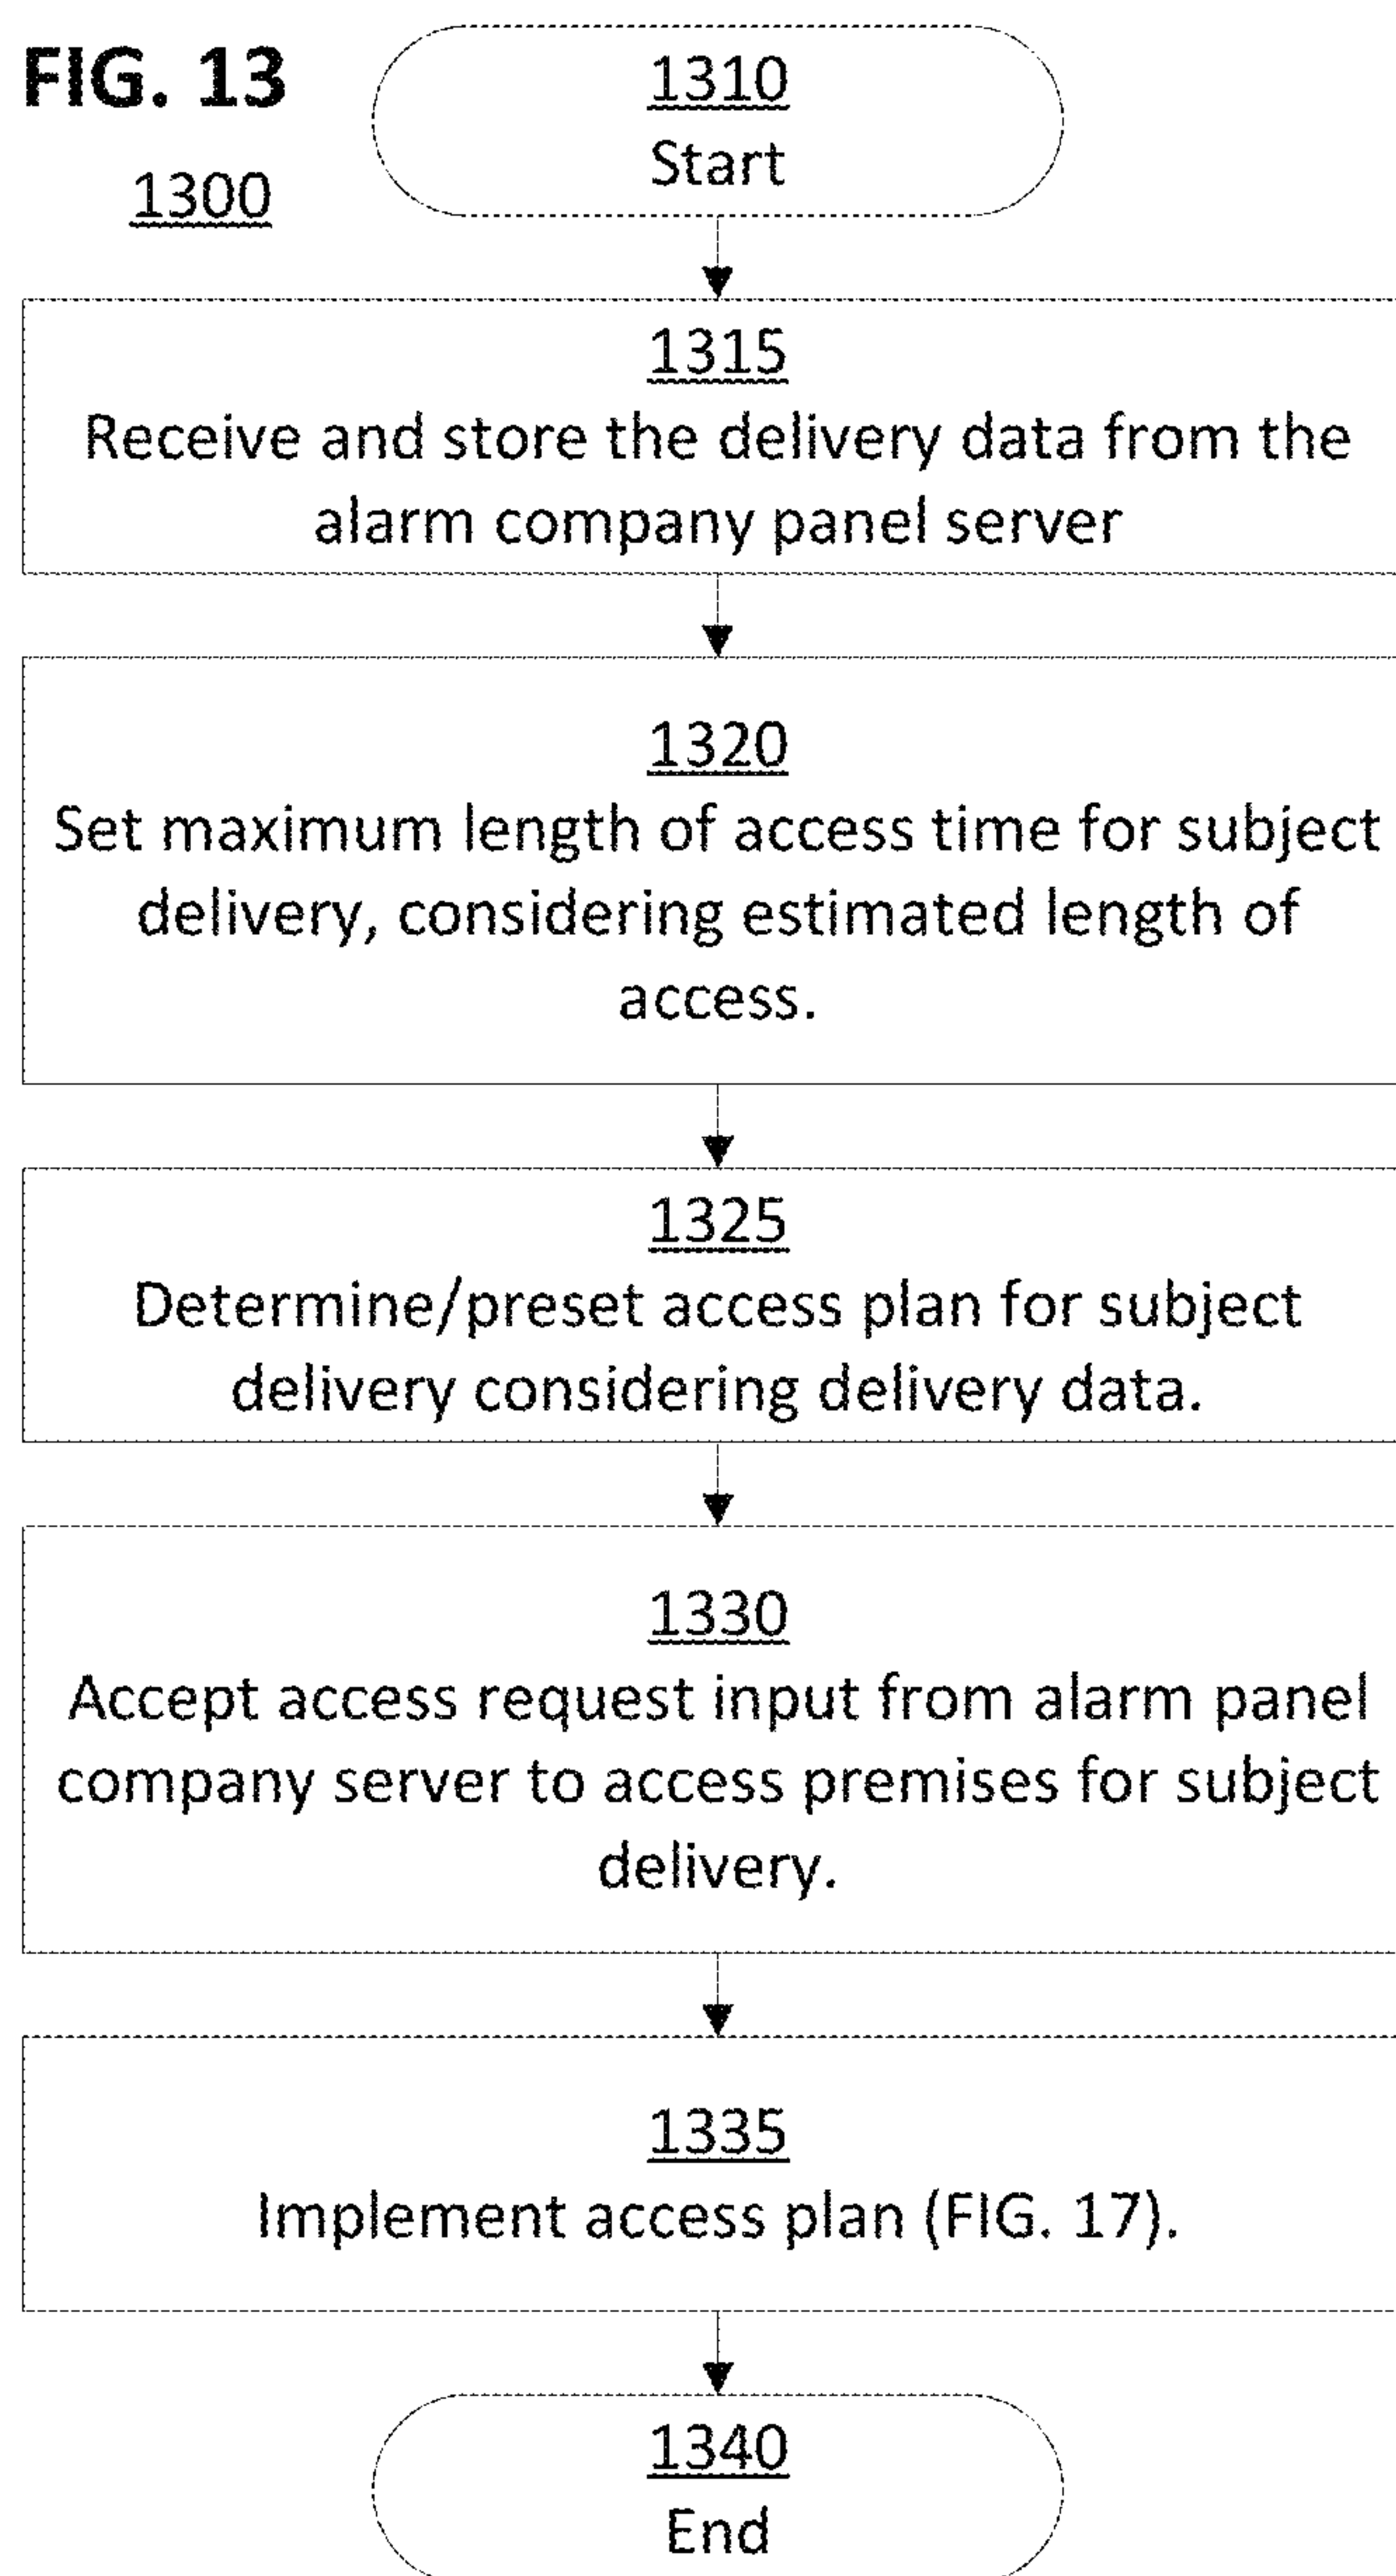 FIG. 13
1300
1310
Start
1315
Receive and store the delivery data from the
alarm company panel server
1320
Set maximum length of access time for subject
delivery, considering estimated length of
access.
1325
Determine/preset access plan for subject
delivery considering delivery data.
1330
Accept access request input from alarm panel
company server to access premises for subject
delivery.
1335
Implement access plan (FIG. 17).
1340
End